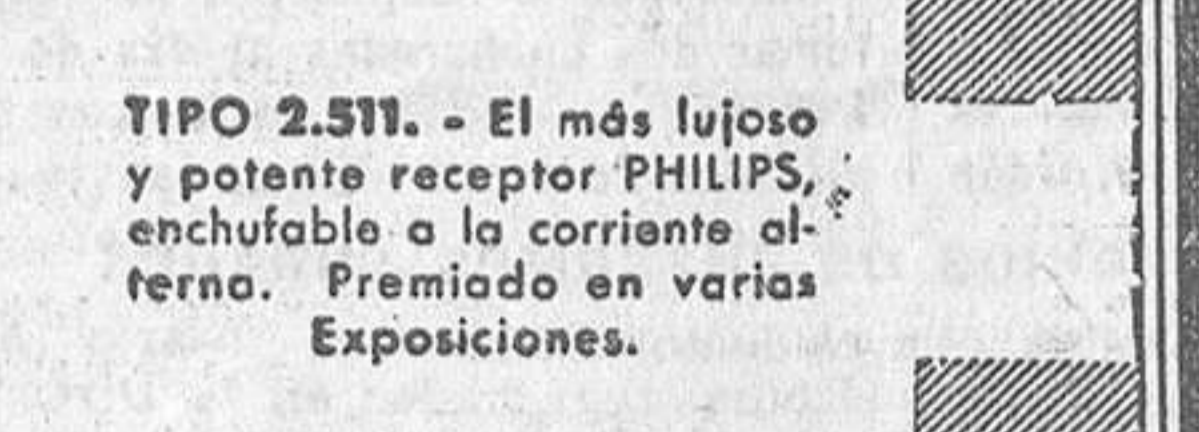 TIPO 2.511. - El más lujoso
y potente receptor PHILIPS,
enchufable a la corriente al-
terna. Premiado en varias
Exposiciones.